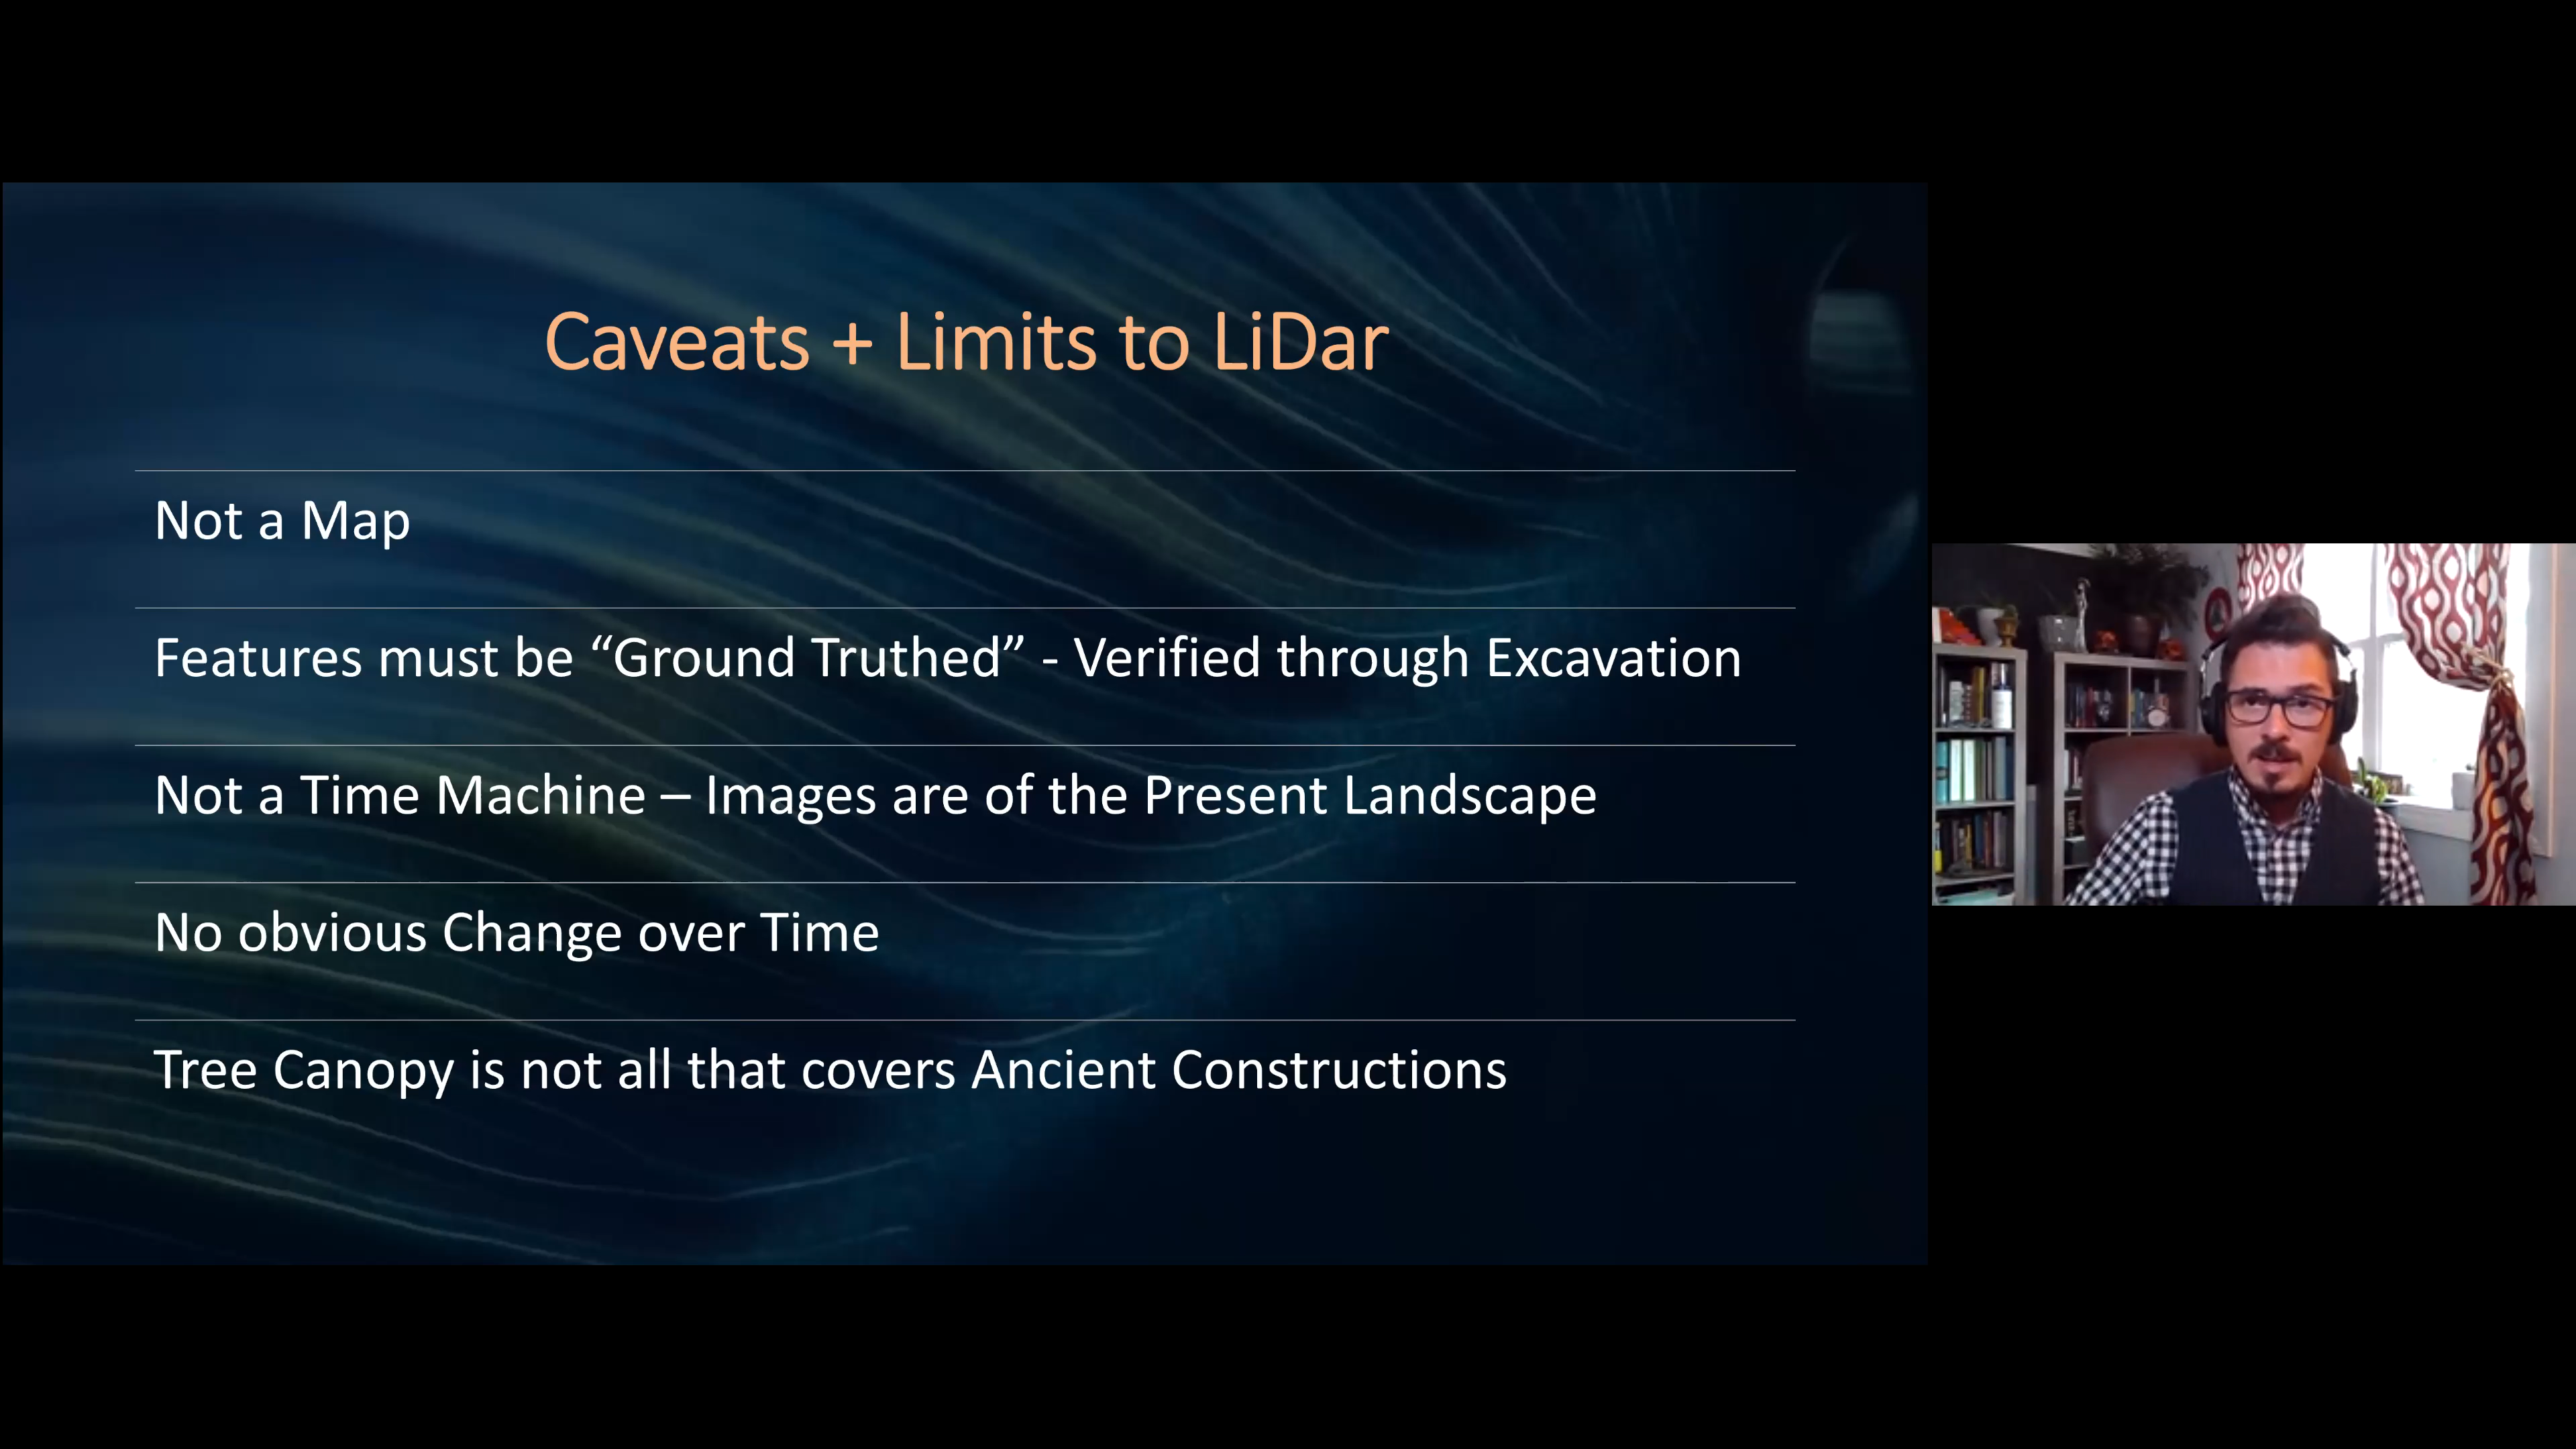 Caveats + Limits to LiDar
Not a Map
Features must be “Ground Truthed” - Verified through Excavation
Not a Time Machine – Images are of the Present Landscape
No obvious Change over Time
Tree Canopy is not all that covers Ancient Constructions